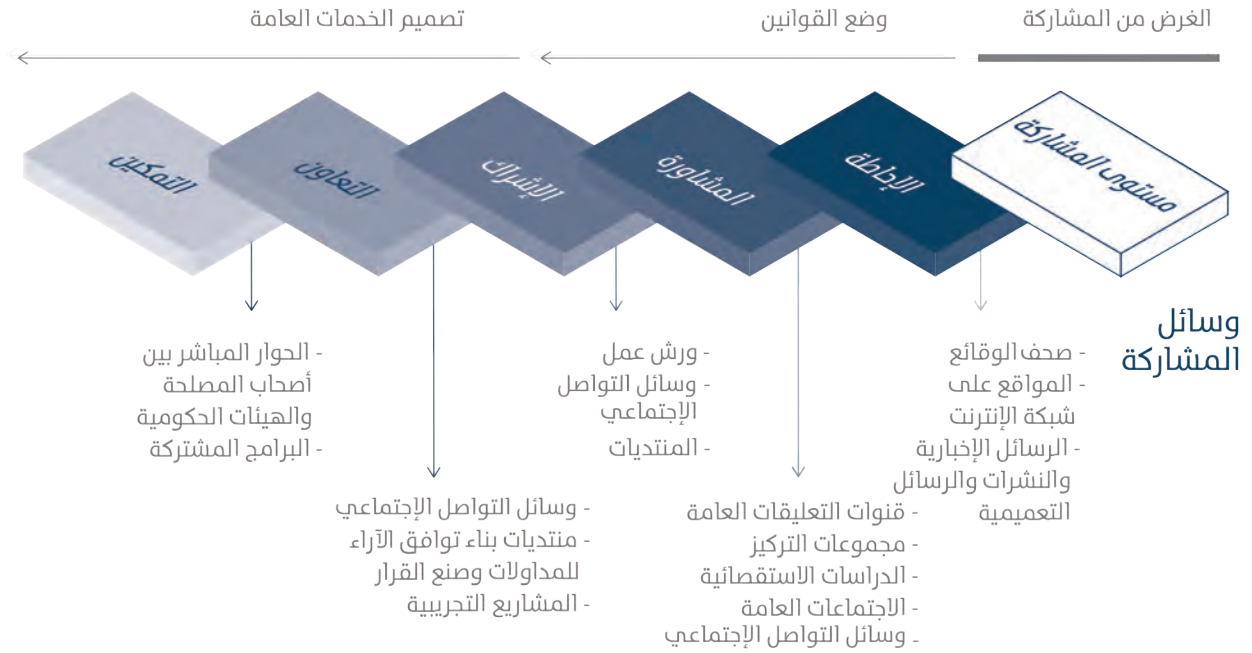 الغرض من المشاركة
وضع القوانين
تصميم الخدمات العامة
مستوى المشاركة
الإحاطة
المشاورة
الإشراك
التعاون
التمكين
وسائل
المشاركة
- صحف الوقائع
- المواقع على
شبكة الإنترنت
- الرسائل الإخبارية
والنشرات والرسائل
التعميمية
- قنوات التعليقات العامة
- مجموعات التركيز
- الدراسات الاستقصائية
- الاجتماعات العامة
- وسائل التواصل الإجتماعي
- ورش عمل
- وسائل التواصل
الإجتماعي
- المنتديات
- وسائل التواصل الإجتماعي
- منتديات بناء توافق الآراء
للمداولات وصنع القرار
- المشاريع التجريبية
- الحوار المباشر بين
أصحاب المصلحة
والهيئات الحكومية
- البرامج المشتركة